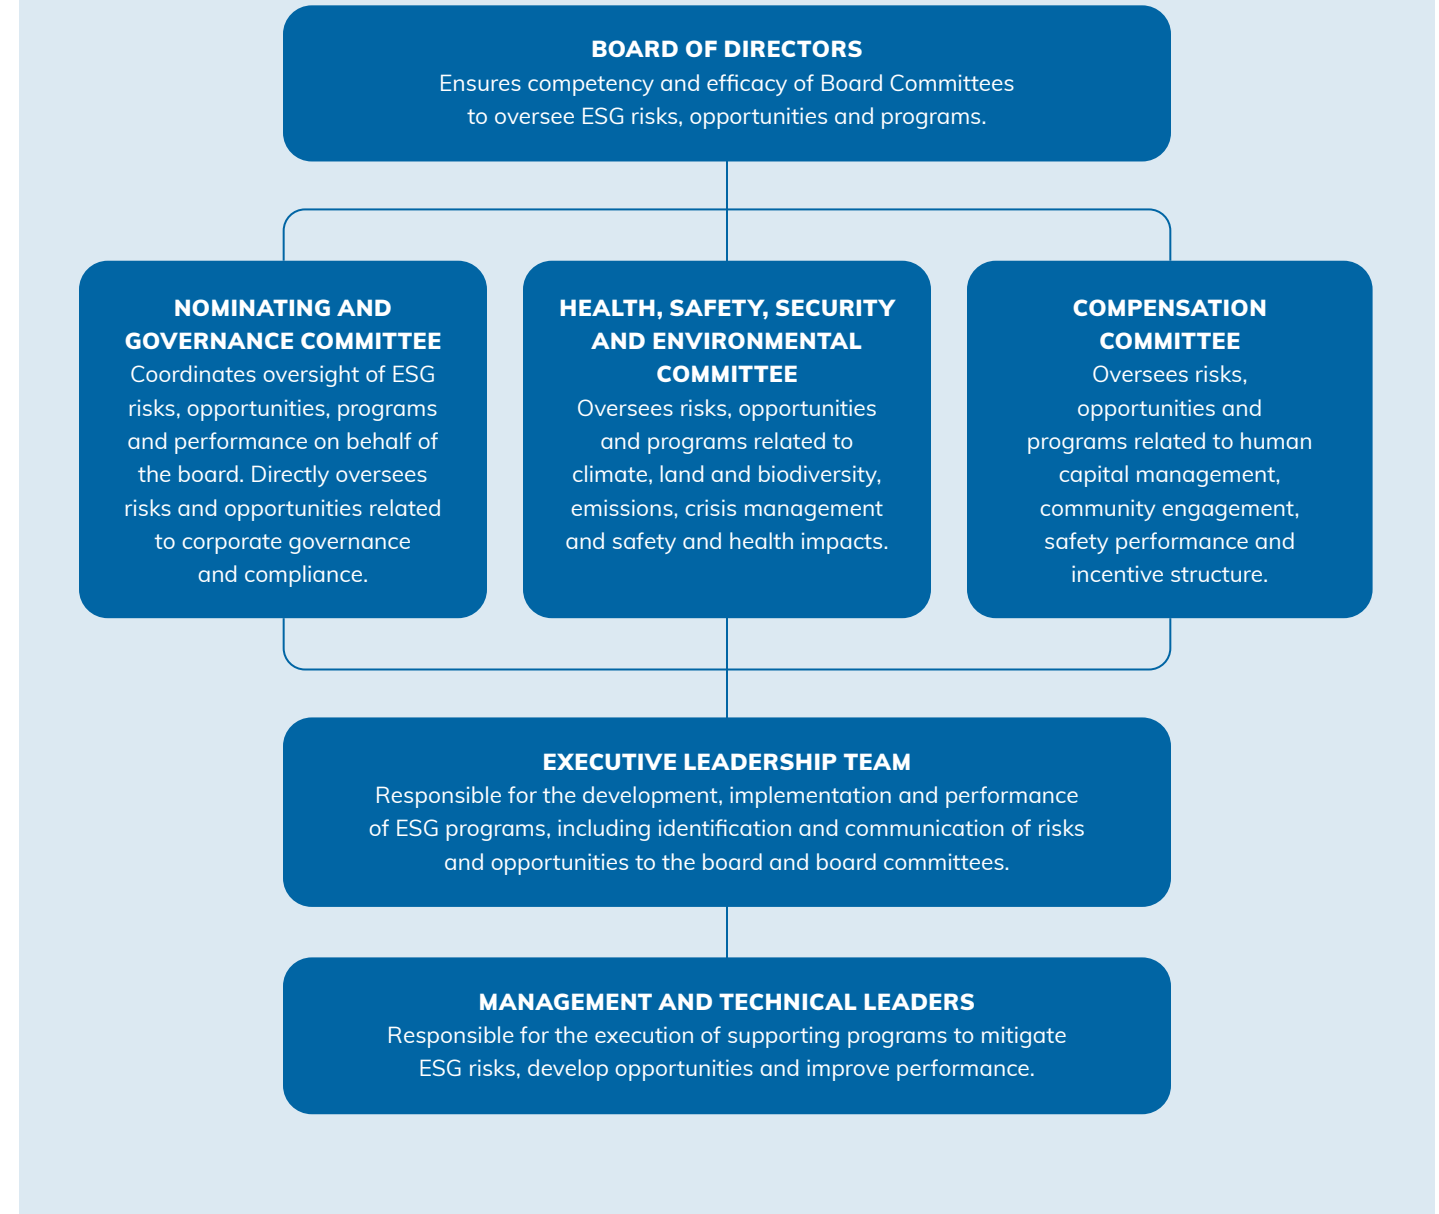 BOARD OF DIRECTORS
Ensures competency and efficacy of Board Committees
to oversee ESG risks, opportunities and programs.
NOMINATING AND
GOVERNANCE COMMITTEE
Coordinates oversight of ESG
risks, opportunities, programs
and performance on behalf of
the board. Directly oversees
risks and opportunities related
to corporate governance
and compliance.
HEALTH, SAFETY, SECURITY
AND ENVIRONMENTAL
COMMITTEE
Oversees risks, opportunities
and programs related to
climate, land and biodiversity,
emissions, crisis management
and safety and health impacts.
COMPENSATION
COMMITTEE
Oversees risks,
opportunities and
programs related to human
capital management,
community engagement,
safety performance and
incentive structure.
EXECUTIVE LEADERSHIP TEAM
Responsible for the development, implementation and performance
of ESG programs, including identification and communication of risks
and opportunities to the board and board committees.
MANAGEMENT AND TECHNICAL LEADERS
Responsible for the execution of supporting programs to mitigate
ESG risks, develop opportunities and improve performance.